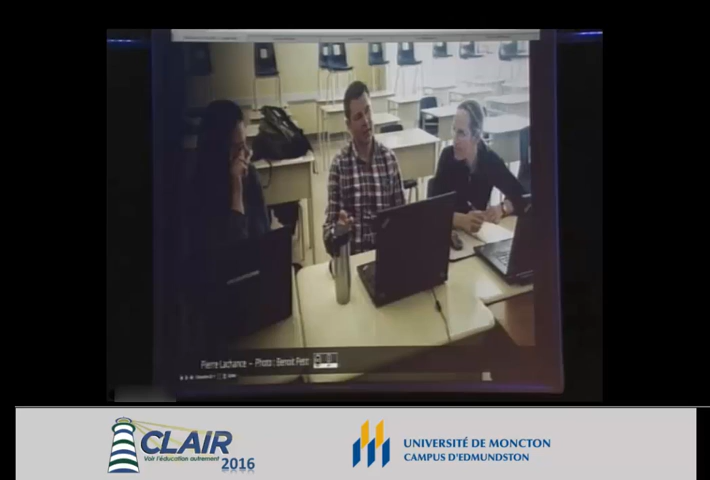 Pierre Lachance – Photo : Benoit Petit
CLAIR
Voir l'éducation autrement
2016
UNIVERSITÉ DE MONCTON
CAMPUS D'EDMUNDSTON